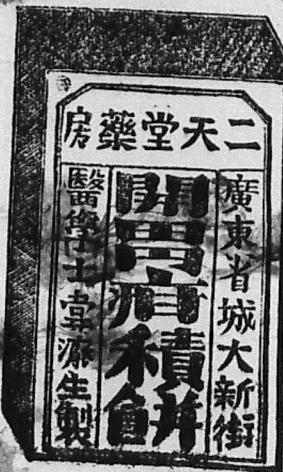 二天堂藥房
廣東省城大新街
開胃消積餅
醫學士韋濟生製